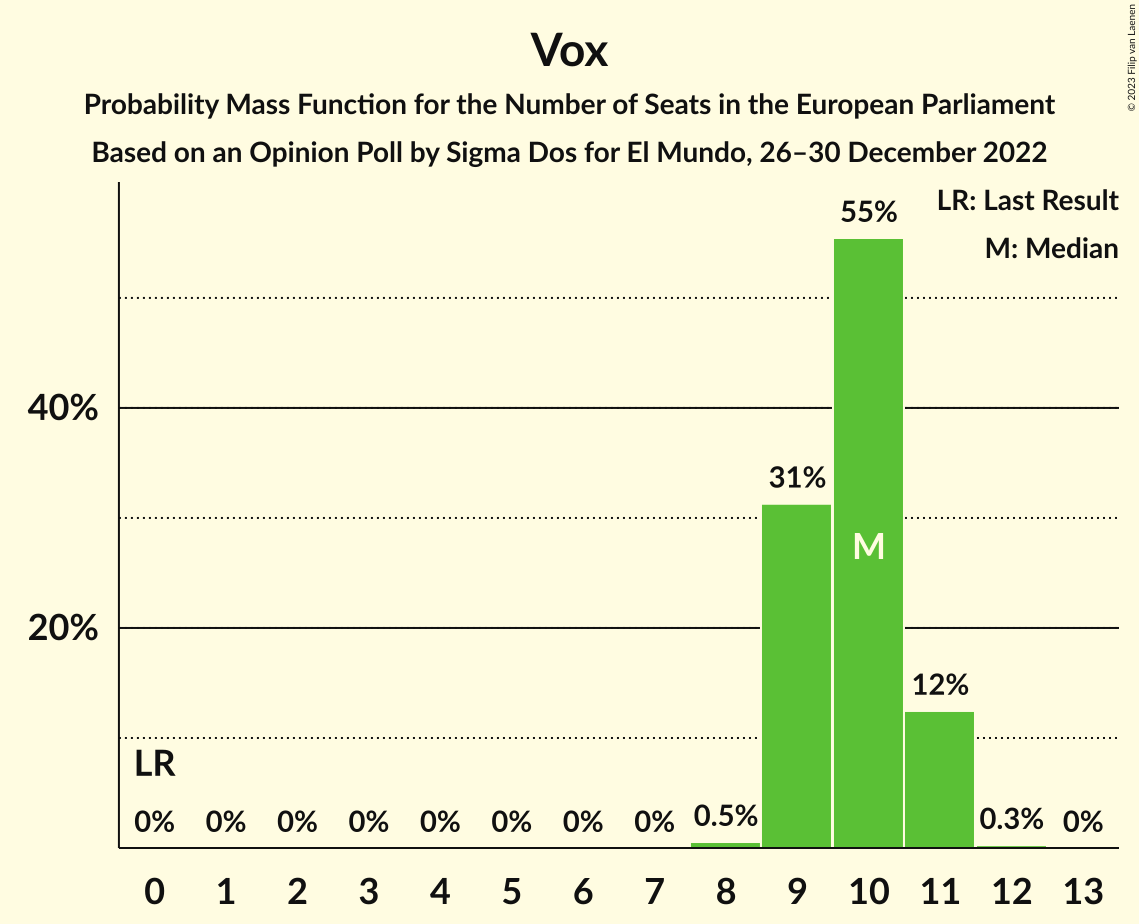 Vox
Probability Mass Function for the Number of Seats in the European Parliament
Based on an Opinion Poll by Sigma Dos for El Mundo, 26–30 December 2022
© 2023 Filip van Laenen
LR: Last Result
M: Median
55%
40%
31%
M
20%
12%
LR
0% 0% 0% 0% 0% 0% 0% 0% 0.5% 0.3% 0%
0 1 2 3 4 5 6 7 8 9 10 11 12 13